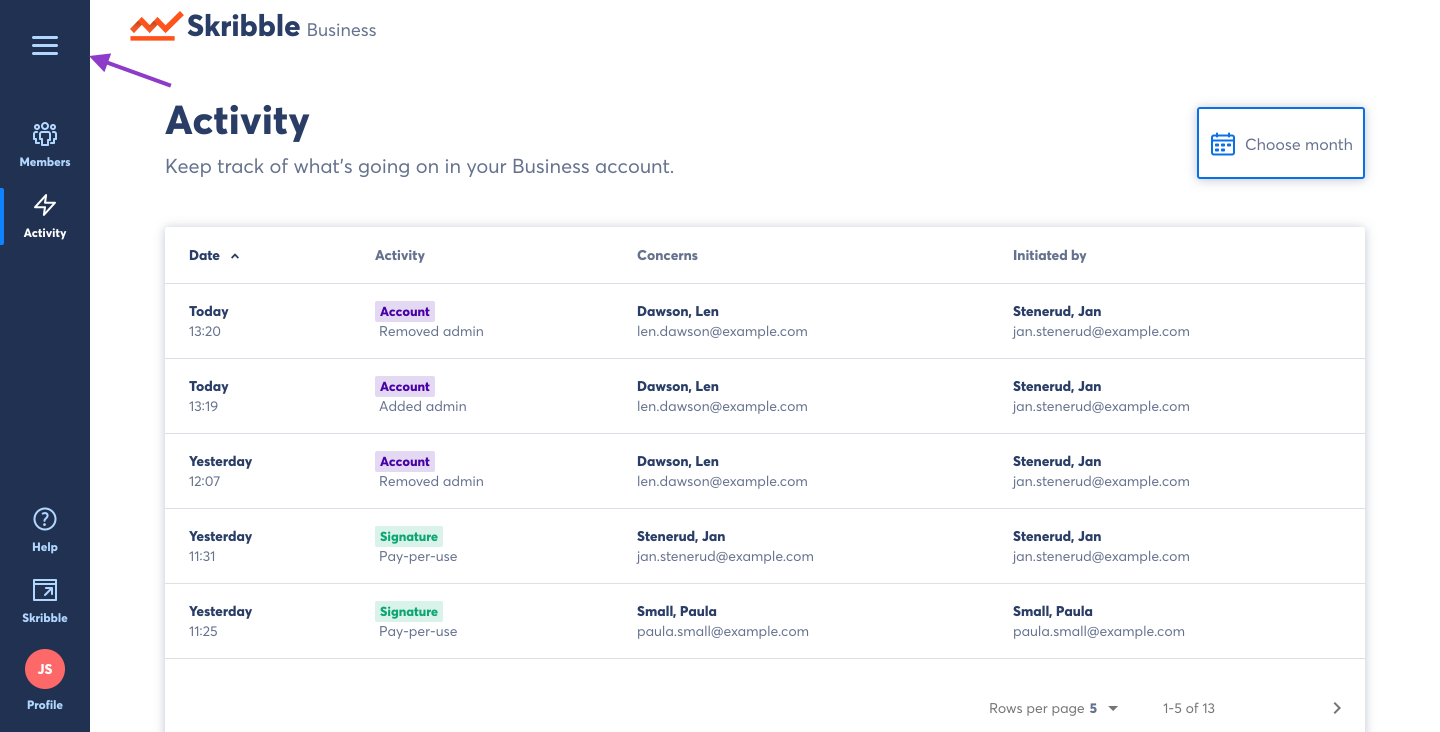 Skribble Business
Members
Activity
Help
Skribble
JS
Profile
Activity
Keep track of what's going on in your Business account.
Choose month
Date Activity Concerns Initiated by
Today Account Dawson, Len Stenerud, Jan
13:20 Removed admin len.dawson@example.com jan.stenerud@example.com
Today Account Dawson, Len Stenerud, Jan
13:19 Added admin len.dawson@example.com jan.stenerud@example.com
Yesterday Account Dawson, Len Stenerud, Jan
12:07 Removed admin len.dawson@example.com jan.stenerud@example.com
Yesterday Signature Stenerud, Jan Stenerud, Jan
11:31 Pay-per-use jan.stenerud@example.com jan.stenerud@example.com
Yesterday Signature Small, Paula Small, Paula
11:25 Pay-per-use paula.small@example.com paula.small@example.com
Rows per page 5 1-5 of 13